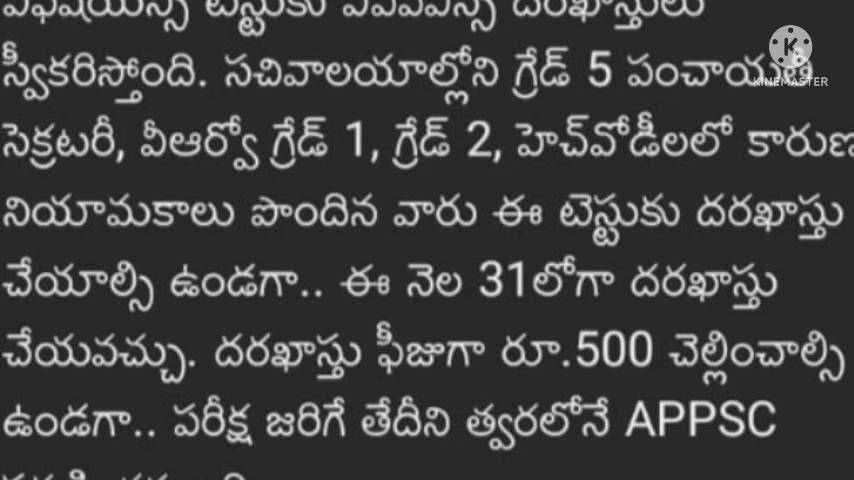 స్వీకరిస్తోంది. సచివాలయాల్లోని గ్రేడ్ 5 పంచాయతీ
KINEMASTER
సెక్రటరీ, వీఆర్వో గ్రేడ్ 1, గ్రేడ్ 2, హెచ్‌వోడీలలో కారుణ
నియామకాలు పొందిన వారు ఈ టెస్టుకు దరఖాస్తు
చేయాల్సి ఉండగా.. ఈ నెల 31లోగా దరఖాస్తు
చేయవచ్చు. దరఖాస్తు ఫీజుగా రూ.500 చెల్లించాల్సి
ఉండగా.. పరీక్ష జరిగే తేదీని త్వరలోనే APPSC